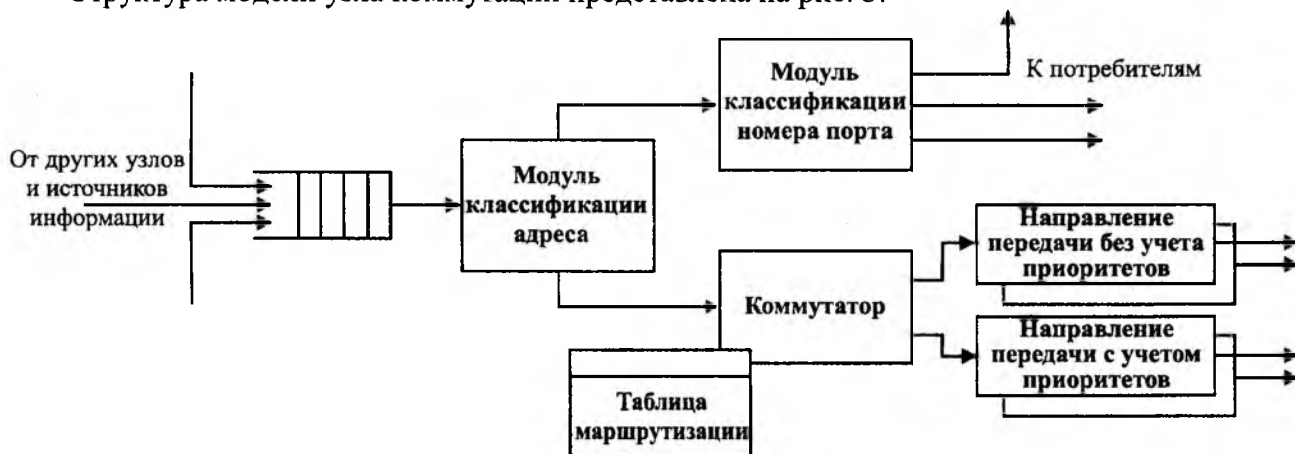 Структура модели узла коммутации представлена на рис. 3.
Модуль
классификации
номера порта
К потребителям
От других узлов
и источников
информации
Модуль
классификации
адреса
Направление
передачи без учета
приоритетов
Коммутатор
Направление
передачи с учетом
приоритетов
Таблица
маршрутизации